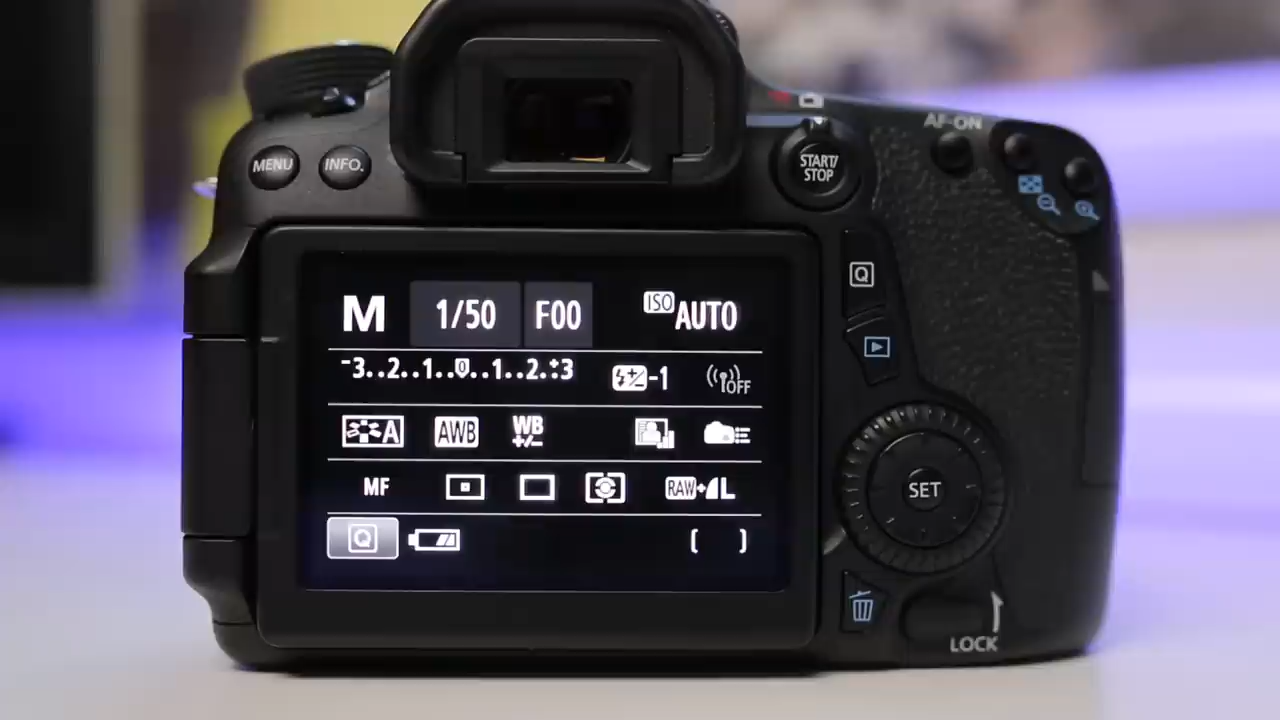 AF-ON
MENU INFO. START/
STOP
Q
M 1/50 F00 ISO AUTO
-3..2..1..0..1..2..+3 +/- -1 OFF
A AWB WB
+/-
MF RAW+L
SET
Q [ ]
LOCK